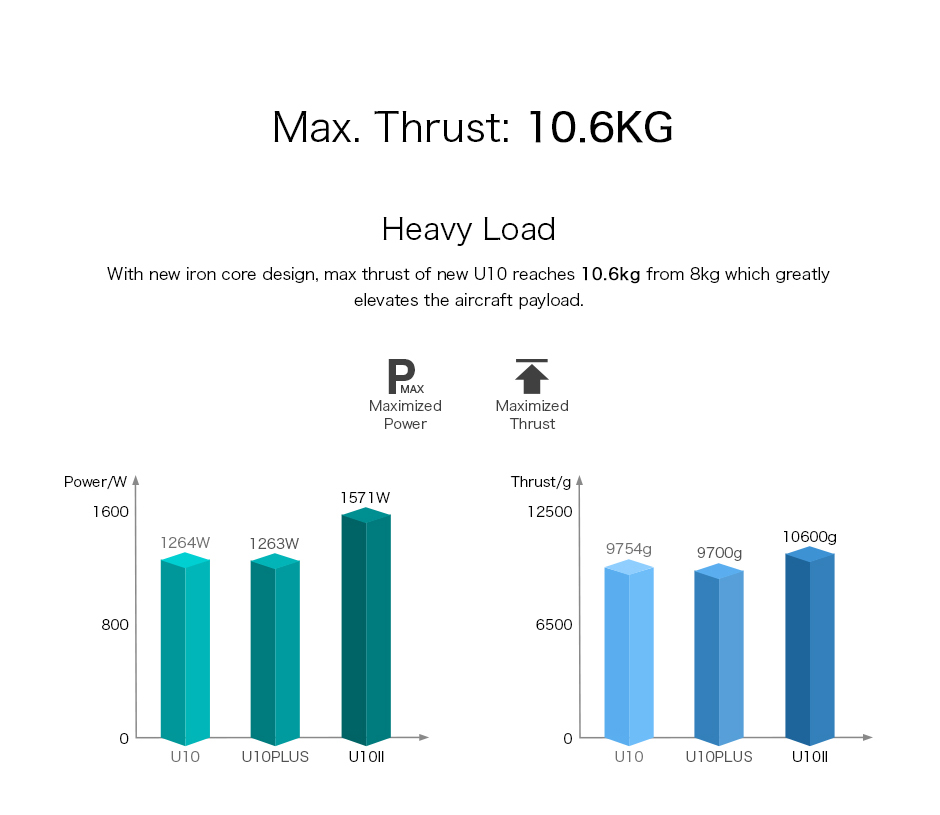 Max. Thrust: 10.6KG
Heavy Load
With new iron core design, max thrust of new U10 reaches 10.6kg from 8kg which greatly
elevates the aircraft payload.
P MAX
Maximized
Power
Maximized
Thrust
Power/W
1600
800
0
1264W
1263W
1571W
U10
U10PLUS
U10II
Thrust/g
12500
6500
0
9754g
9700g
10600g
U10
U10PLUS
U10II